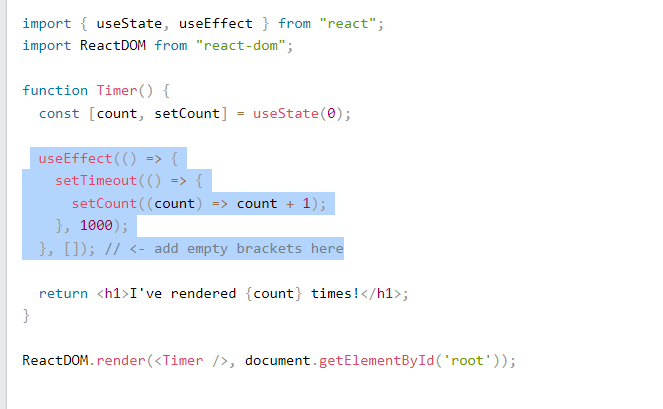 import { useState, useEffect } from "react";
import ReactDOM from "react-dom";
function Timer() {
const [count, setCount] = useState(0);
useEffect(() => {
setTimeout(() => {
setCount((count) => count + 1);
}, 1000);
}, []); // <- add empty brackets here
return <h1>I've rendered {count} times!</h1>;
}
ReactDOM.render(<Timer />, document.getElementById('root'));